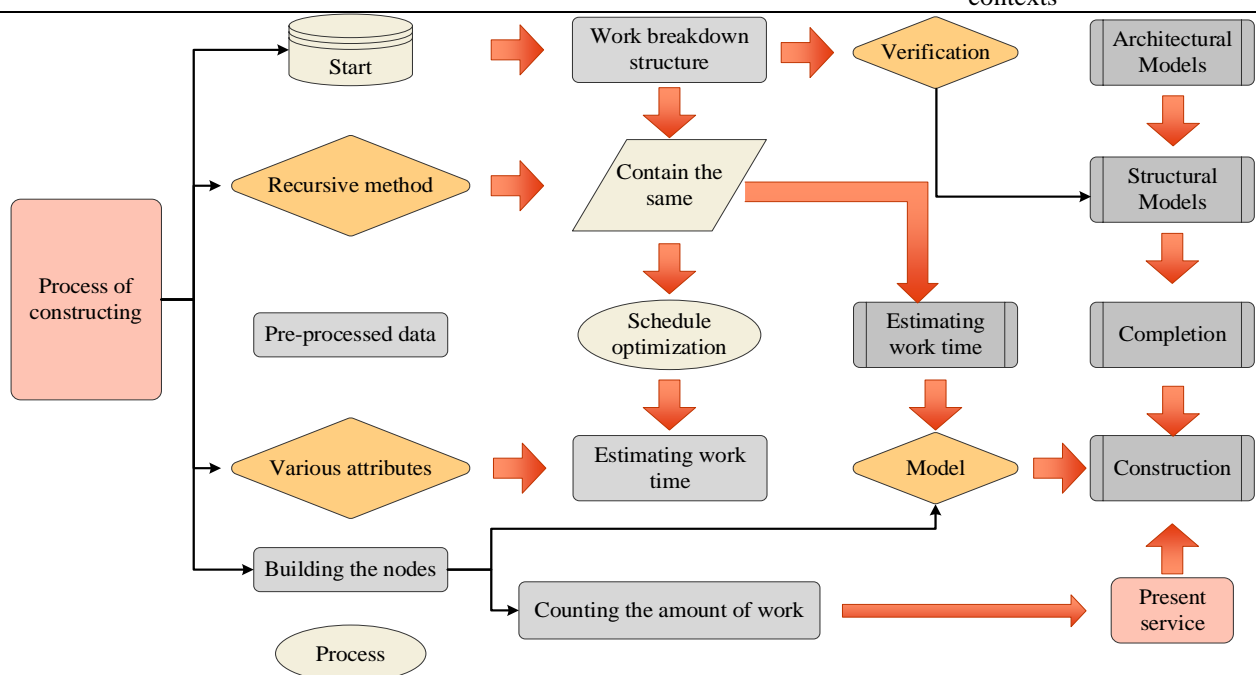 contexts
Start
Work breakdown
structure
Verification
Architectural
Models
Recursive method
Contain the
same
Structural
Models
Process of
constructing
Pre-processed data
Schedule
optimization
Estimating
work time
Completion
Various attributes
Estimating work
time
Model
Construction
Building the nodes
Counting the amount of work
Present
service
Process